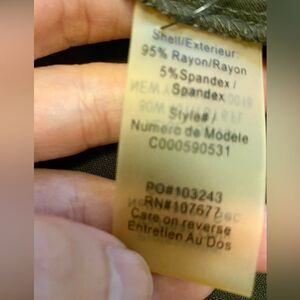 Shell/Exterieur:
95% Rayon/Rayon
5%Spandex/
Spandex
Style#/
Numero de Modele
C000590531
PO#103243
RN#107677
Care on reverse
Entretien Au Dos